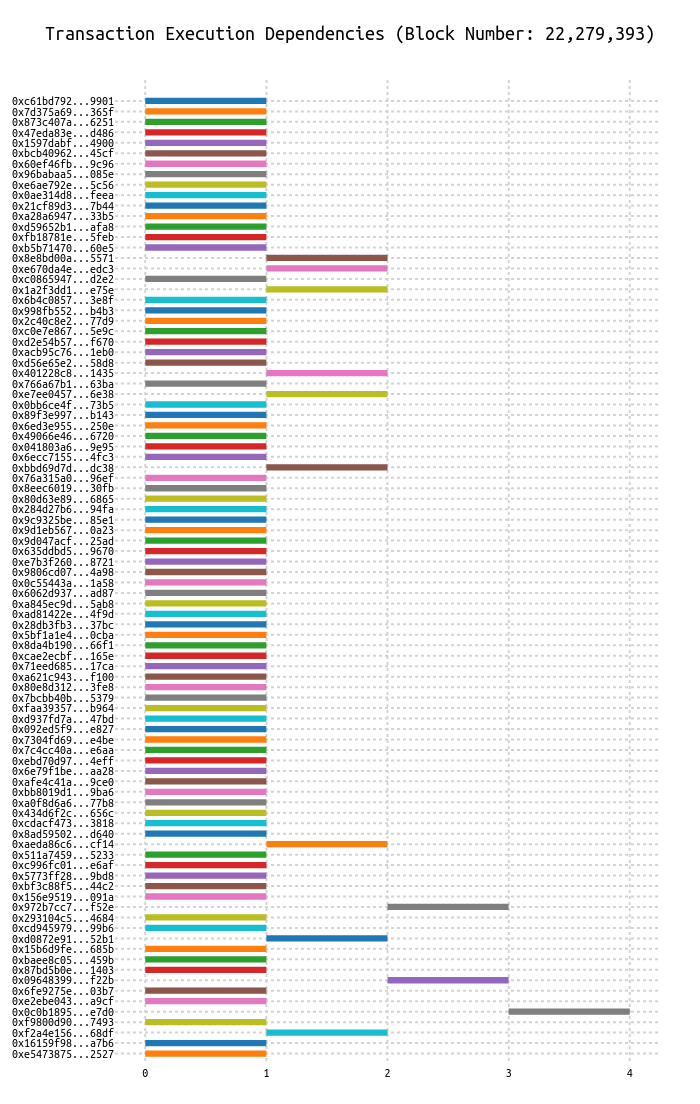 Transaction Execution Dependencies (Block Number: 22,279,393)
0xc61bd792...9901
0x7d375a69...365f
0x873c407a...6251
0x47eda83e...d486
0x1597dabf...4900
0xbcb40962...45cf
0x60ef46fb...9c96
0x96babaa5...085e
0xe6ae792e...5c56
0x0ae314d8...feea
0x21cf89d3...7b44
0xa28a6947...33b5
0xd59652b1...afa8
0xfb18781e...5feb
0xb5b71470...60e5
0x8e8bd00a...5571
0xe670da4e...edc3
0xc0865947...d2e2
0x1a2f3dd1...e75e
0x6b4c0857...3e8f
0x998fb552...b4b3
0x2c40c8e2...77d9
0xc0e7e867...5e9c
0xd2e54b57...f670
0xacb95c76...1eb0
0xd56e65e2...58d8
0x401228c8...1435
0x766a67b1...63ba
0xe7ee0457...6e38
0x0bb6ce4f...73b5
0x89f3e997...b143
0x6ed3e955...250e
0x49066e46...6720
0x041803a6...9e95
0x6ecc7155...4fc3
0xbbd69d7d...dc38
0x76a315a0...96ef
0x8eec6019...30fb
0x80d63e89...6865
0x284d27b6...94fa
0x9c9325be...85e1
0x9d1eb567...0a23
0x9d047acf...25ad
0x635ddbd5...9670
0xe7b3f260...8721
0x9806cd07...4a98
0x0c55443a...1a58
0x6062d937...ad87
0xa845ec9d...5ab8
0xad81422e...4f9d
0x28db3fb3...37bc
0x5bf1a1e4...0cba
0x8da4b190...66f1
0xcae2ecbf...165e
0x71eed685...17ca
0xa621c943...f100
0x80e8d312...3fe8
0x7bcbb40b...5379
0xfaa39357...b964
0xd937fd7a...47bd
0x092ed5f9...e827
0x7304fd69...e4be
0x7c4cc40a...e6aa
0xebd70d97...4eff
0x6e79f1be...aa28
0xafe4c41a...9ce0
0xbb8019d1...9ba6
0xa0f8d6a6...77b8
0x434d6f2c...656c
0xcdacf473...3818
0x8ad59502...d640
0xaeda86c6...cf14
0x511a7459...5233
0xc996fc01...e6af
0x5773ff28...9bd8
0xbf3c88f5...44c2
0x156e9519...091a
0x972b7cc7...f52e
0x293104c5...4684
0xcd945979...99b6
0xd0872e91...52b1
0x15b6d9fe...685b
0xbaee8c05...459b
0x87bd5b0e...1403
0x09648399...f22b
0x6fe9275e...03b7
0xe2ebe043...a9cf
0x0c0b1895...e7d0
0xf9800d90...7493
0xf2a4e156...68df
0x16159f98...a7b6
0xe5473875...2527
0 1 2 3 4